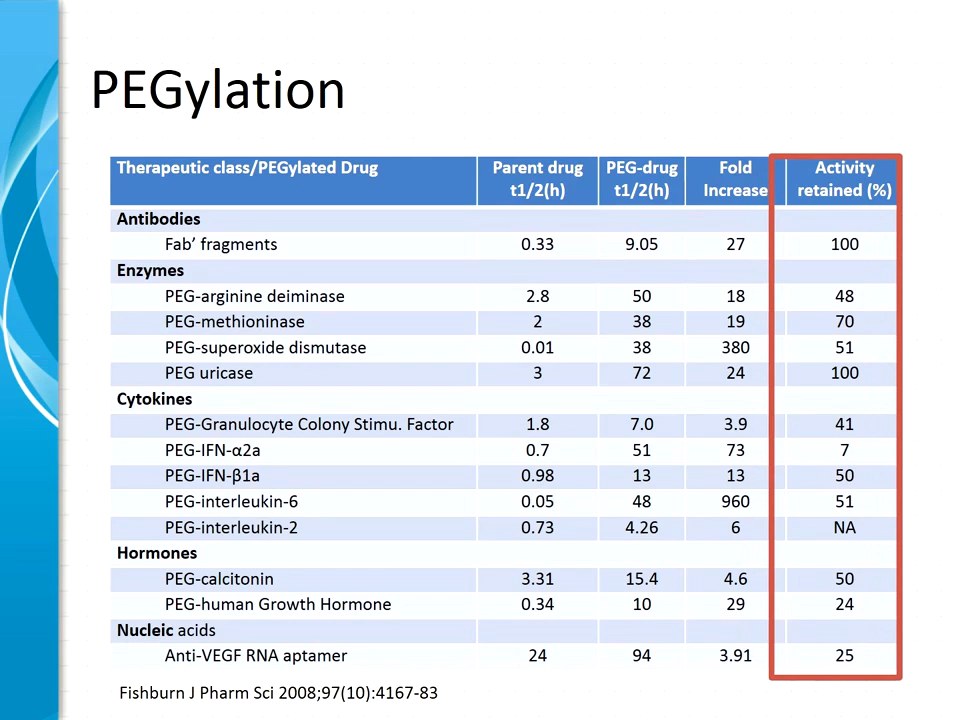 PEGylation
Therapeutic class/PEGylated Drug Parent drug t1/2(h) PEG-drug t1/2(h) Fold Increase Activity retained (%)
Antibodies
Fab’ fragments 0.33 9.05 27 100
Enzymes
PEG-arginine deiminase 2.8 50 18 48
PEG-methioninase 2 38 19 70
PEG-superoxide dismutase 0.01 38 380 51
PEG uricase 3 72 24 100
Cytokines
PEG-Granulocyte Colony Stimu. Factor 1.8 7.0 3.9 41
PEG-IFN-α2a 0.7 51 73 7
PEG-IFN-β1a 0.98 13 13 50
PEG-interleukin-6 0.05 48 960 51
PEG-interleukin-2 0.73 4.26 6 NA
Hormones
PEG-calcitonin 3.31 15.4 4.6 50
PEG-human Growth Hormone 0.34 10 29 24
Nucleic acids
Anti-VEGF RNA aptamer 24 94 3.91 25
Fishburn J Pharm Sci 2008;97(10):4167-83